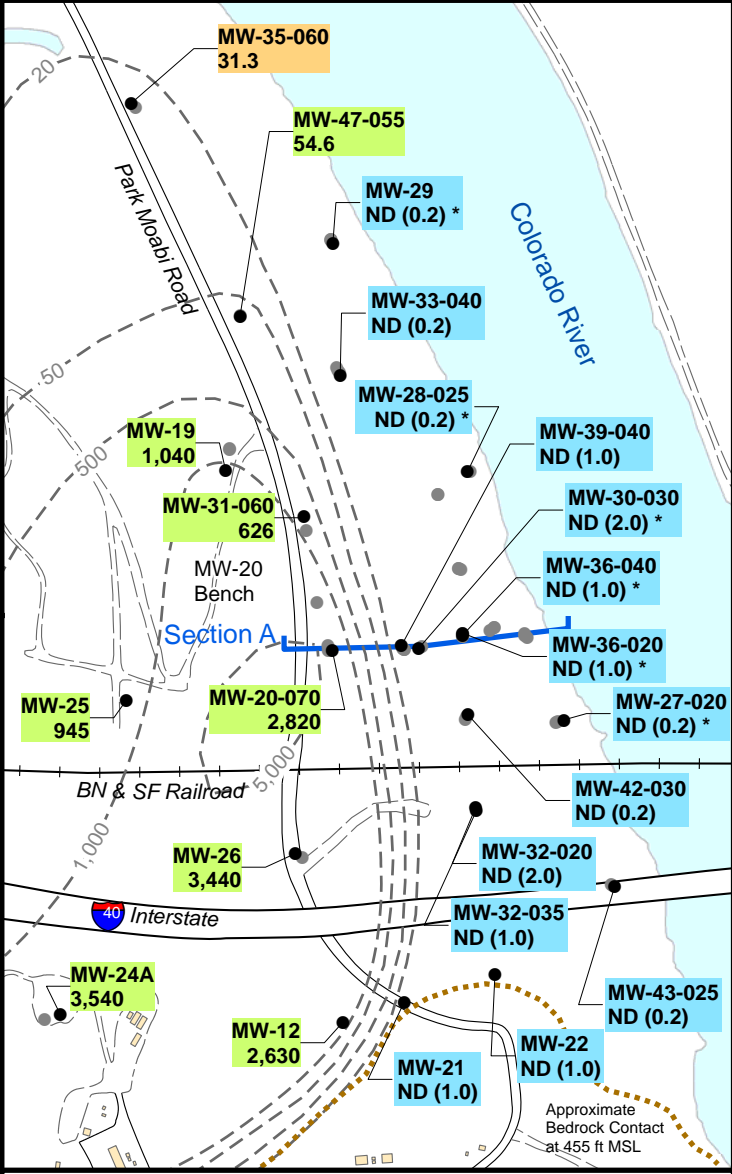 MW-35-060
31.3
20
MW-47-055
54.6
Park Moabi Road
MW-29
ND (0.2) *
Colorado River
MW-33-040
ND (0.2)
50
MW-28-025
ND (0.2) *
MW-19
1,040
500
MW-39-040
ND (1.0)
MW-31-060
626
MW-30-030
ND (2.0) *
MW-20
Bench
MW-36-040
ND (1.0) *
Section A
MW-36-020
ND (1.0) *
MW-25
945
MW-20-070
2,820
MW-27-020
ND (0.2) *
5,000
BN & SF Railroad
MW-42-030
ND (0.2)
1,000
MW-26
3,440
MW-32-020
ND (2.0)
40
Interstate
MW-32-035
ND (1.0)
MW-24A
3,540
MW-43-025
ND (0.2)
MW-12
2,630
MW-22
ND (1.0)
MW-21
ND (1.0)
Approximate
Bedrock Contact
at 455 ft MSL